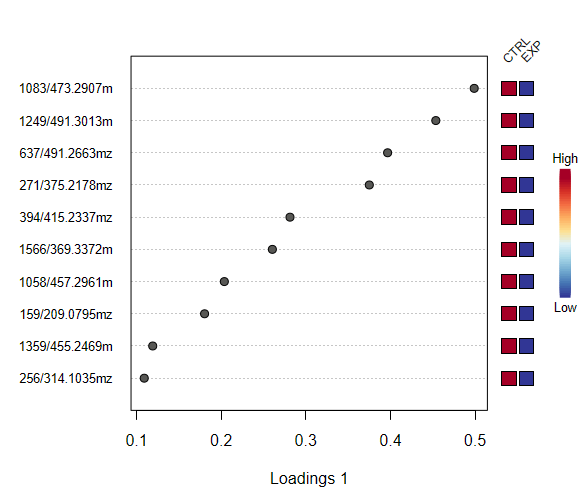 CTRL
EXP
1083/473.2907m
1249/491.3013m
637/491.2663mz
271/375.2178mz
394/415.2337mz
1566/369.3372m
1058/457.2961m
159/209.0795mz
1359/455.2469m
256/314.1035mz
High
Low
0.1 0.2 0.3 0.4 0.5
Loadings 1